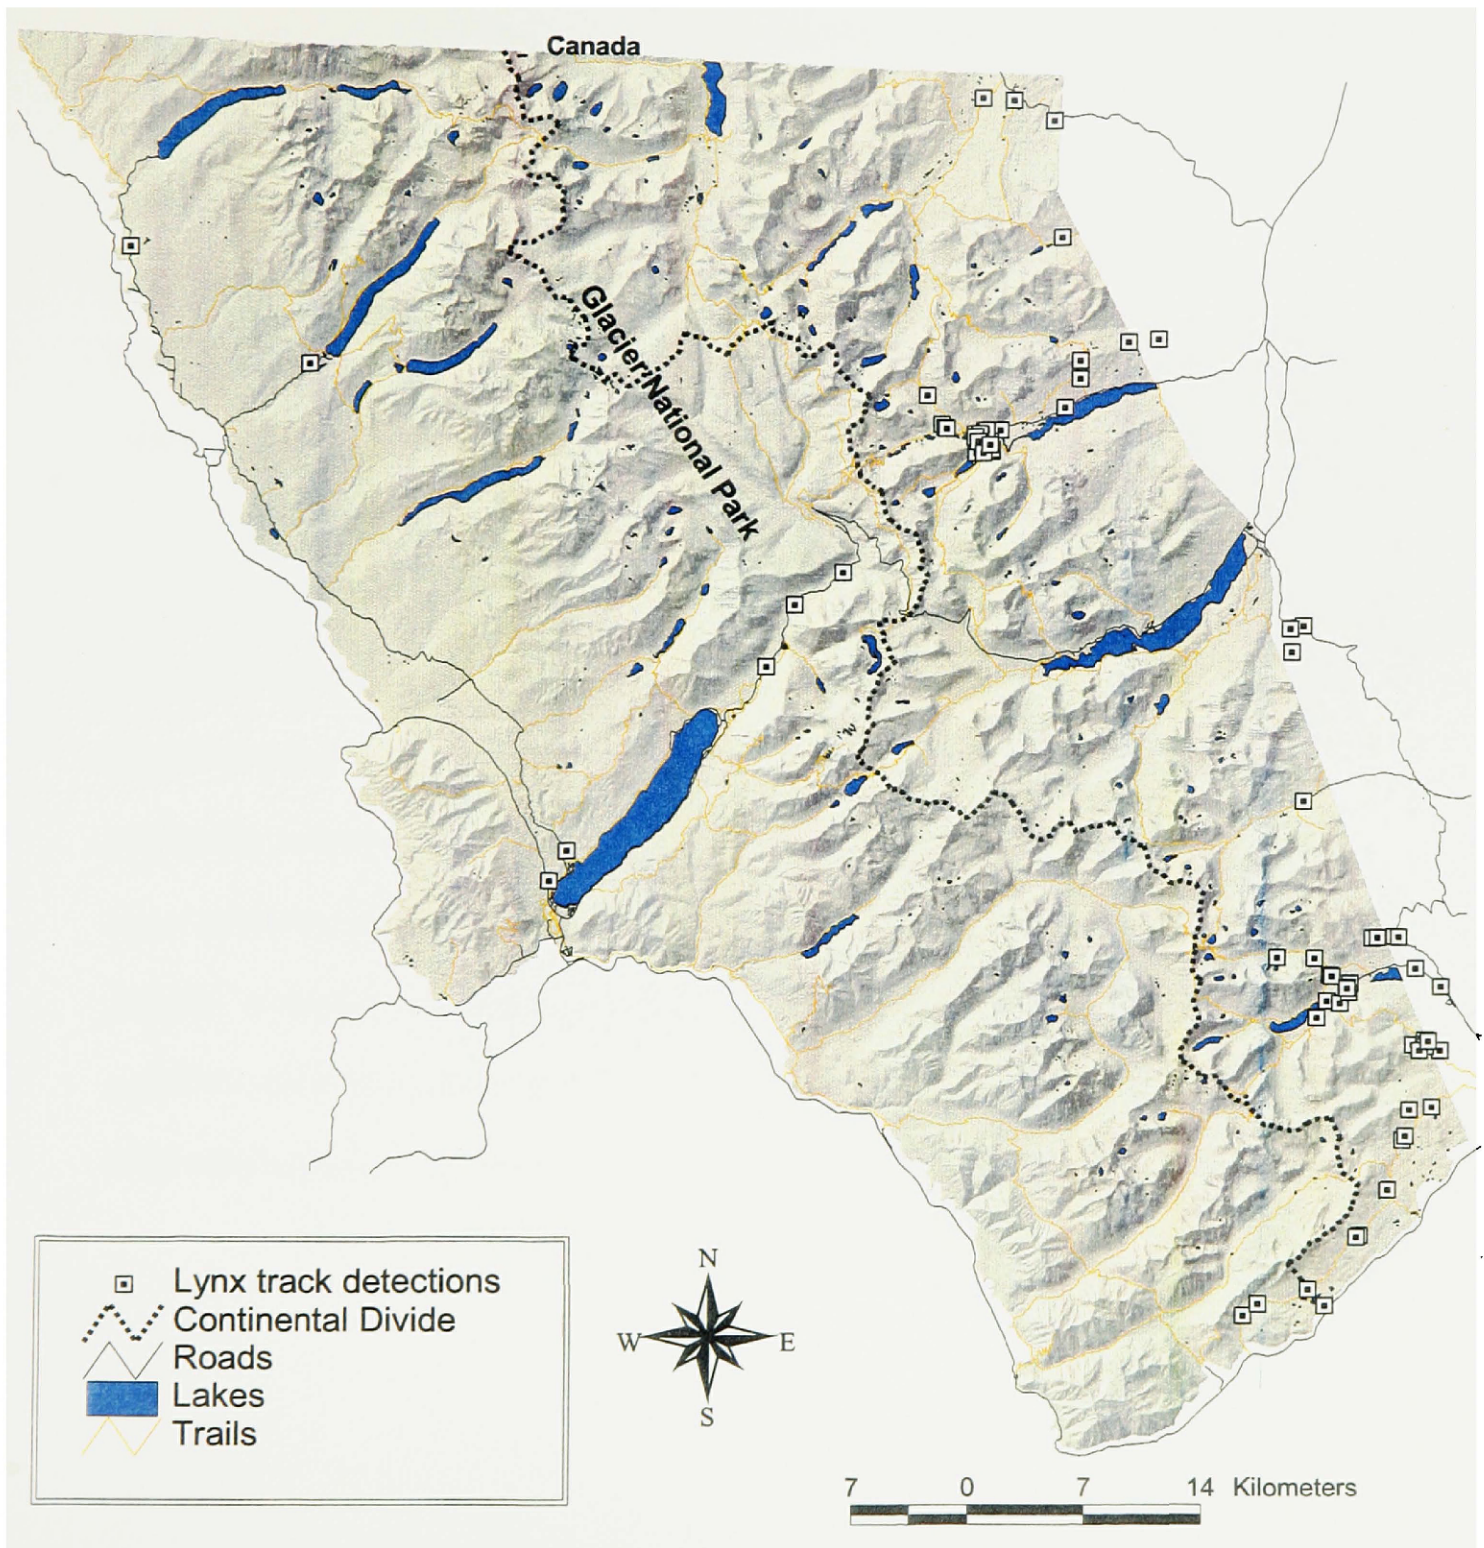 Canada
Glacier National Park
Lynx track detections
Continental Divide
Roads
Lakes
Trails
N
W
E
S
7 0 7 14 Kilometers